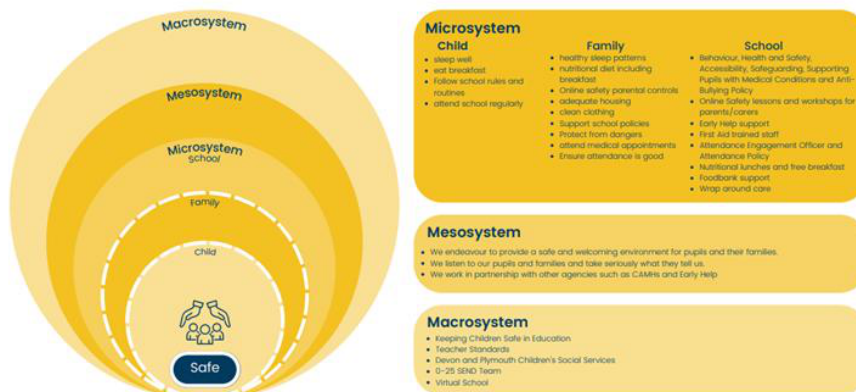 Macrosystem
Mesosystem
Microsystem
School
Family
Child
Safe
Microsystem
Child
• sleep well
• eat breakfast
• Follow school rules and
routines
• attend school regularly
Family
• healthy sleep patterns
• nutritional diet including
breakfast
• Online safety parental controls
• adequate housing
• clean clothing
• Support school policies
• Protect from dangers
• attend medical appointments
• Ensure attendance is good
School
• Behaviour, Health and Safety,
Accessibility, Safeguarding, Supporting
Pupils with Medical Conditions and Anti-
Bullying Policy
• Online Safety lessons and workshops for
parents/carers
• Early Help support
• First Aid trained staff
• Attendance Engagement Officer and
Attendance Policy
• Nutritional lunches and free breakfast
• Foodbank support
• Wrap around care
Mesosystem
• We endeavour to provide a safe and welcoming environment for pupils and their families.
• We listen to our pupils and families and take seriously what they tell us.
• We work in partnership with other agencies such as CAMHs and Early Help
Macrosystem
• Keeping Children Safe in Education
• Teacher Standards
• Devon and Plymouth Children's Social Services
• 0-25 SEND Team
• Virtual School